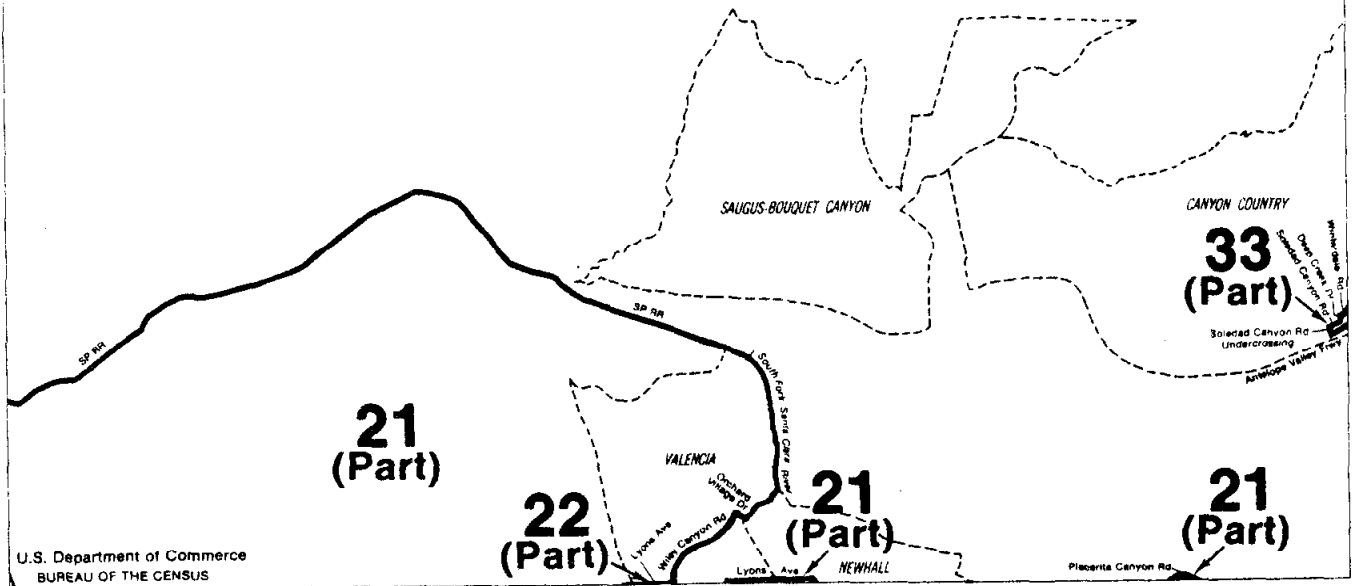 SAUGUS-BOUQUET CANYON
CANYON COUNTRY
33
(Part)
Winterdale Rd
Deep Creek Dr
Soledad Canyon Rd
Soledad Canyon Rd
Undercrossing
Antelope Valley Frwy
SP RR
SP RR
South Fork Santa Clara River
21
(Part)
VALENCIA
Orchard
Village Dr
Wiley Canyon Rd
Lyons Ave
22
(Part)
21
(Part)
Lyons Ave
NEWHALL
21
(Part)
Placerita Canyon Rd
U.S. Department of Commerce
BUREAU OF THE CENSUS